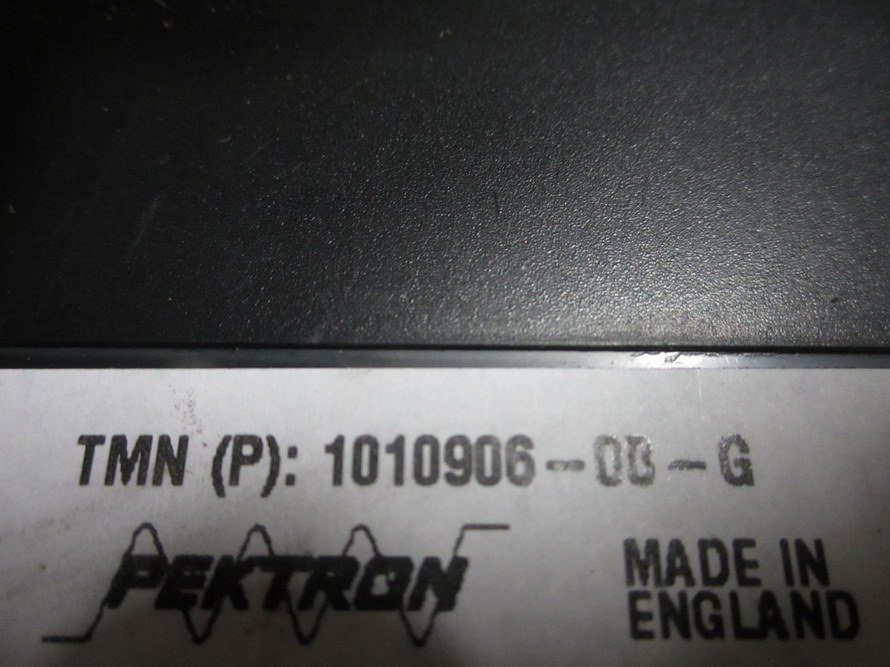 TMN (P): 1010906-00-G
PEKTRON
MADE IN
ENGLAND